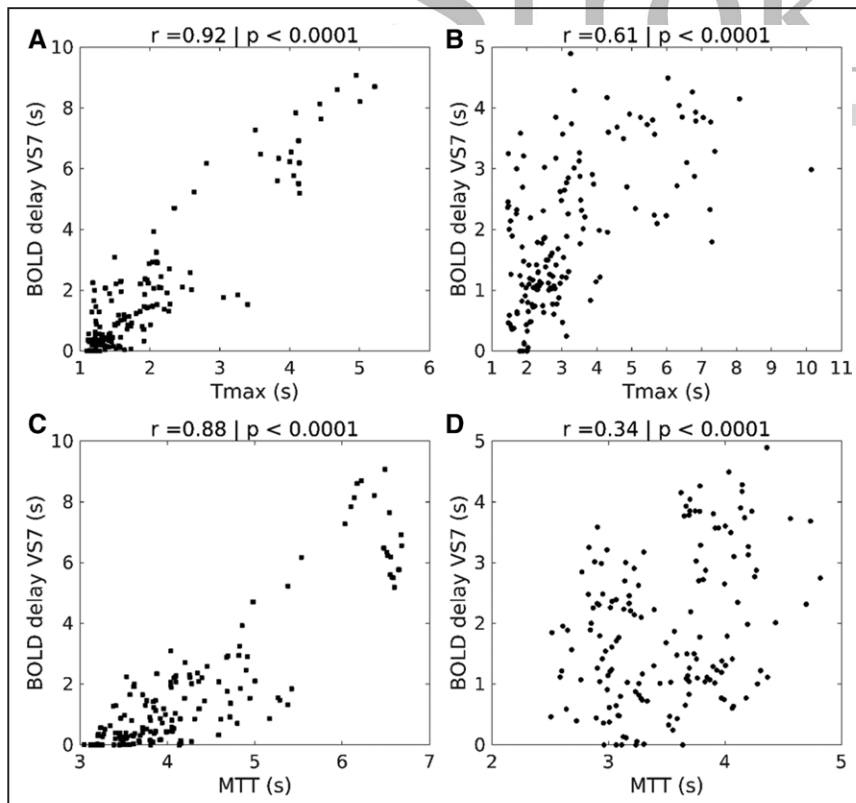 A
r =0.92 | p < 0.0001
BOLD delay VS7 (s)
10
8
6
4
2
0
1 2 3 4 5 6
Tmax (s)
B
r=0.61 | p < 0.0001
BOLD delay VS7 (s)
5
4
3
2
1
0
1 2 3 4 5 6 7 8 9 10 11
Tmax (s)
C
r =0.88 | p < 0.0001
BOLD delay VS7 (s)
10
8
6
4
2
0
3 4 5 6 7
MTT (s)
D
r =0.34 | p < 0.0001
BOLD delay VS7 (s)
5
4
3
2
1
0
2 3 4 5
MTT (s)